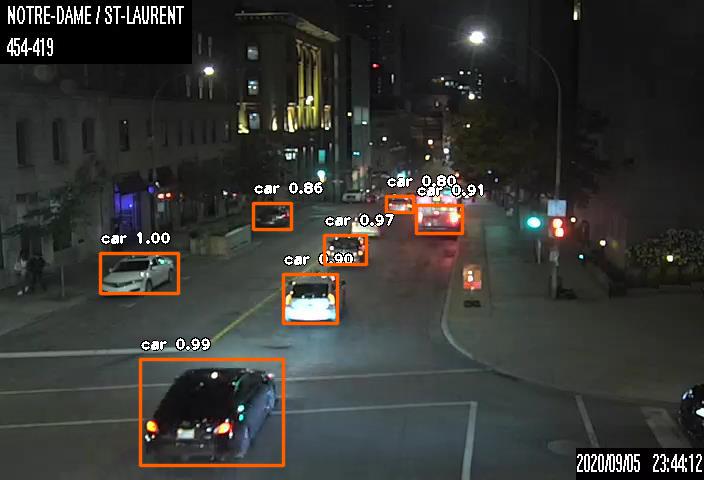 NOTRE-DAME / ST-LAURENT
454-419
car 0.86
car 0.80
car 0.91
car 0.97
car 1.00
car 0.90
car 0.99
2020/09/05 23:44:12